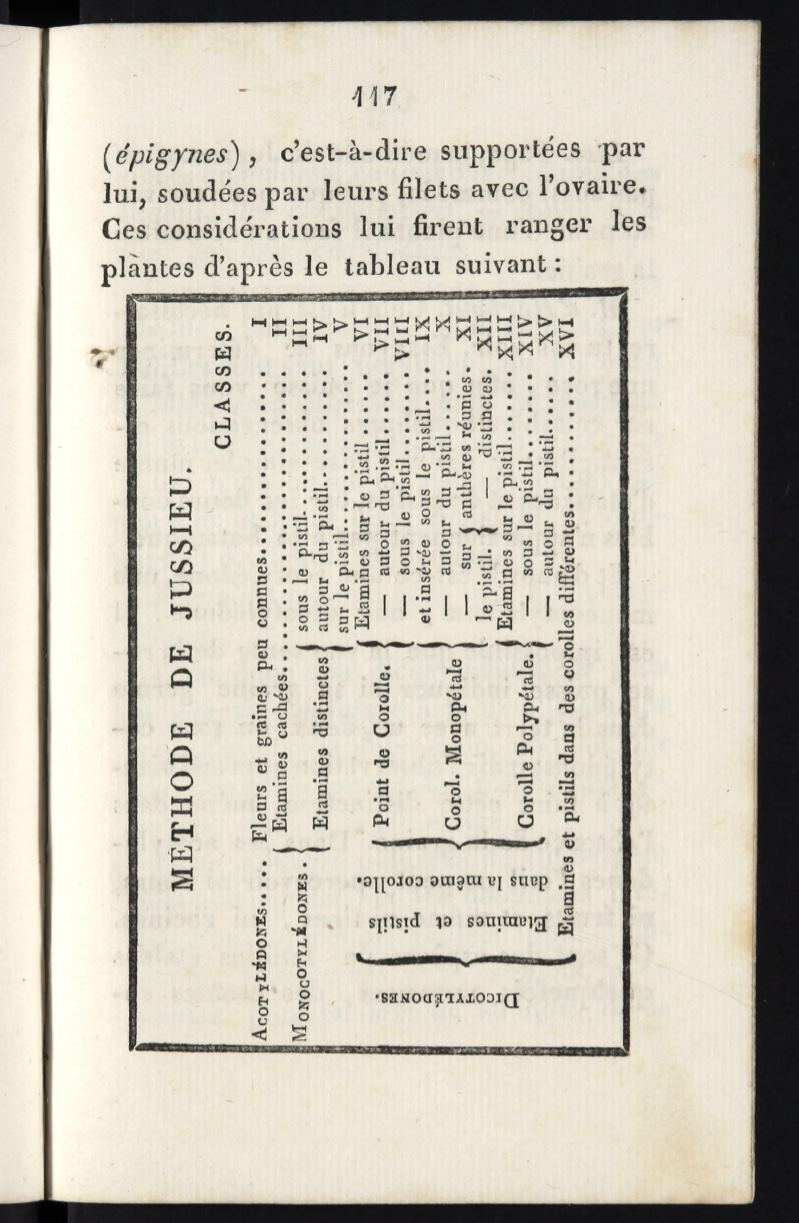 117
(épigynes), c'est-à-dire supportées par
lui, soudées par leurs filets avec l'ovaire.
Ces considérations lui firent ranger les
plantes d'après le tableau suivant :
MÉTHODE DE JUSSIEU.
CLASSES.
ACOTYLÉDONES..... Fleurs et graines peu connues.................... I
MONOCOTYLÉDONES. { Etamines cachées.................... II
Etamines distinctes { sous le pistil............ III
autour du pistil.......... IV
sur le pistil............. V
DICOTYLÉDONES. {
Etamines et pistils
dans la même corolle. {
Point de Corolle. { Etamines sur le pistil....... VI
— autour du pistil....... VII
— sous le pistil....... VIII
Corol. Monopétale { et insérée sous le pistil.... IX
— autour du pistil...... X
— sur { anthères réunies. XI
le pistil. { — distinctes. XII
Corolle Polypétale. { Etamines sur le pistil....... XIII
— sous le pistil........ XIV
— autour du pistil...... XV
Etamines et pistils dans des corolles différentes............ XVI